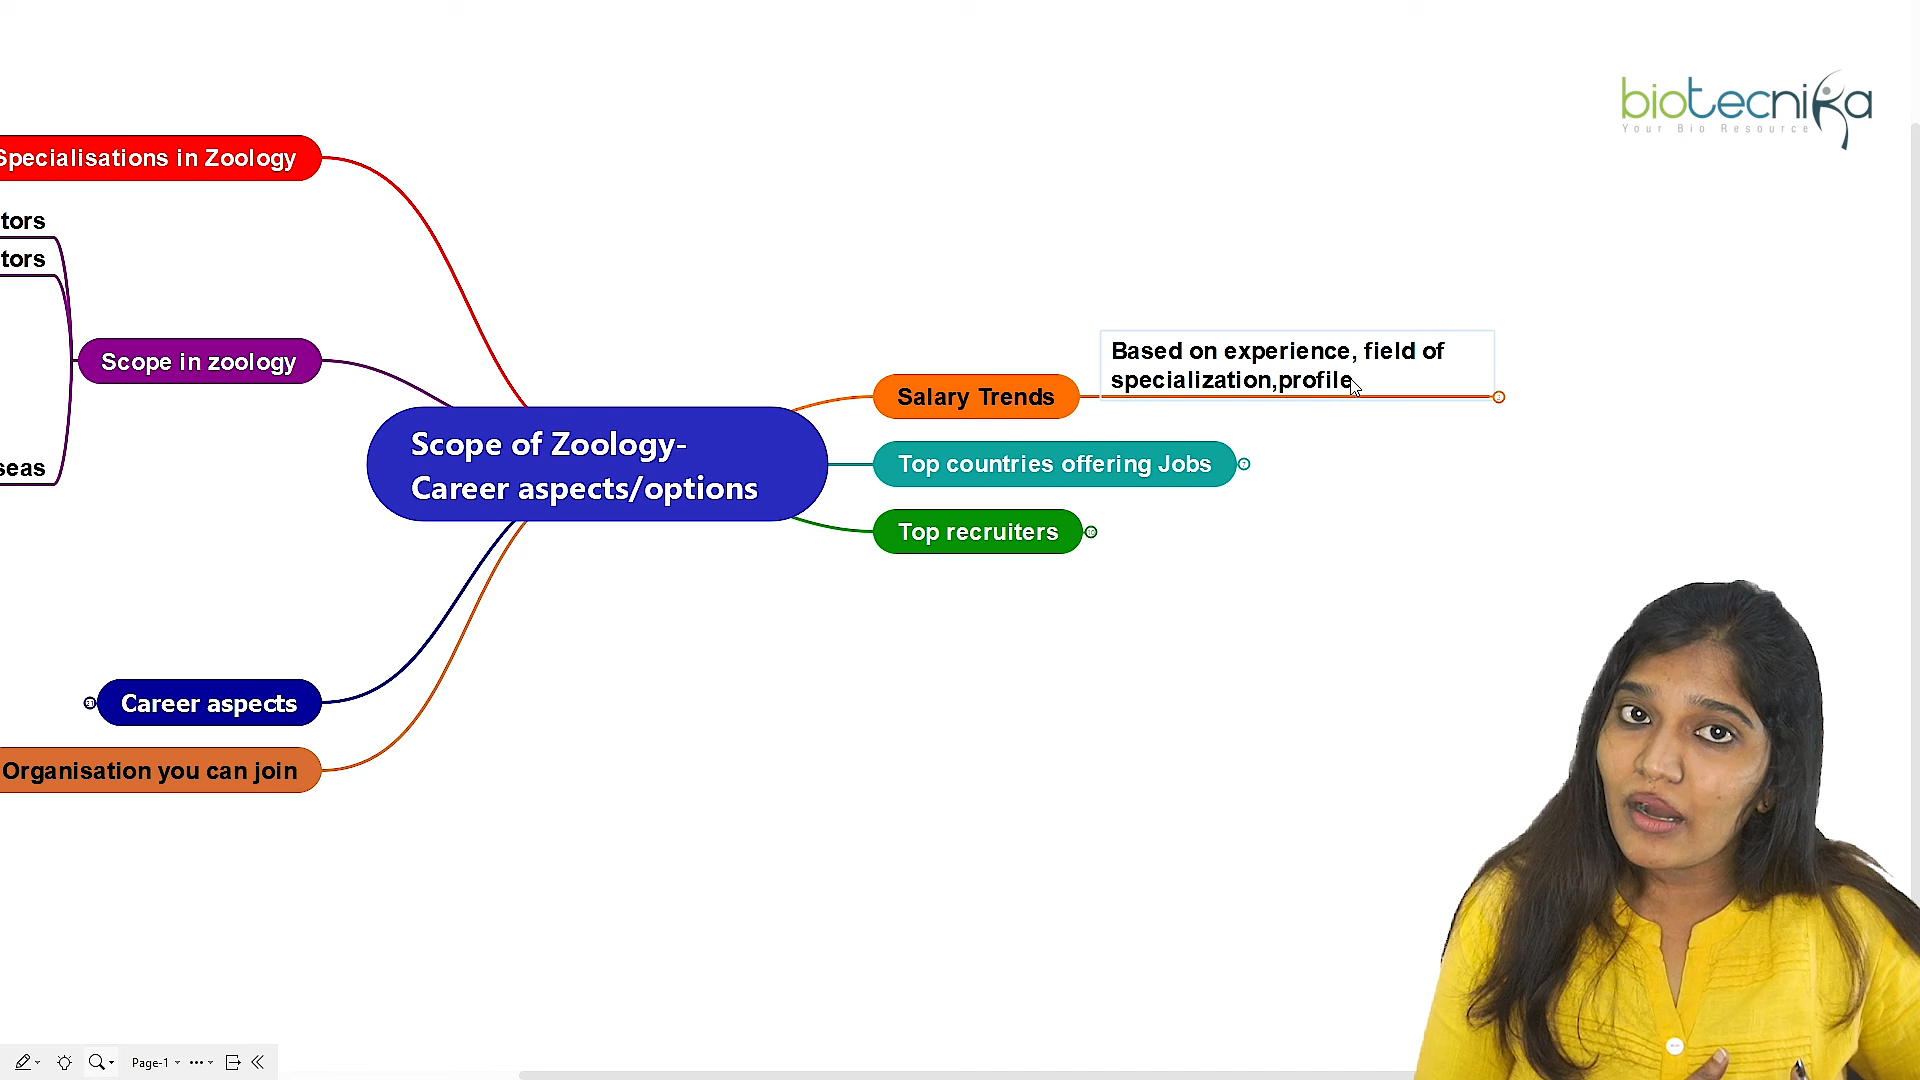 biotecnika
Your Bio Resource
Specialisations in Zoology
tors
tors
Scope in zoology
seas
Scope of Zoology-
Career aspects/options
Based on experience, field of
specialization,profile
Salary Trends
Top countries offering Jobs
Top recruiters
Career aspects
Organisation you can join
Page-1